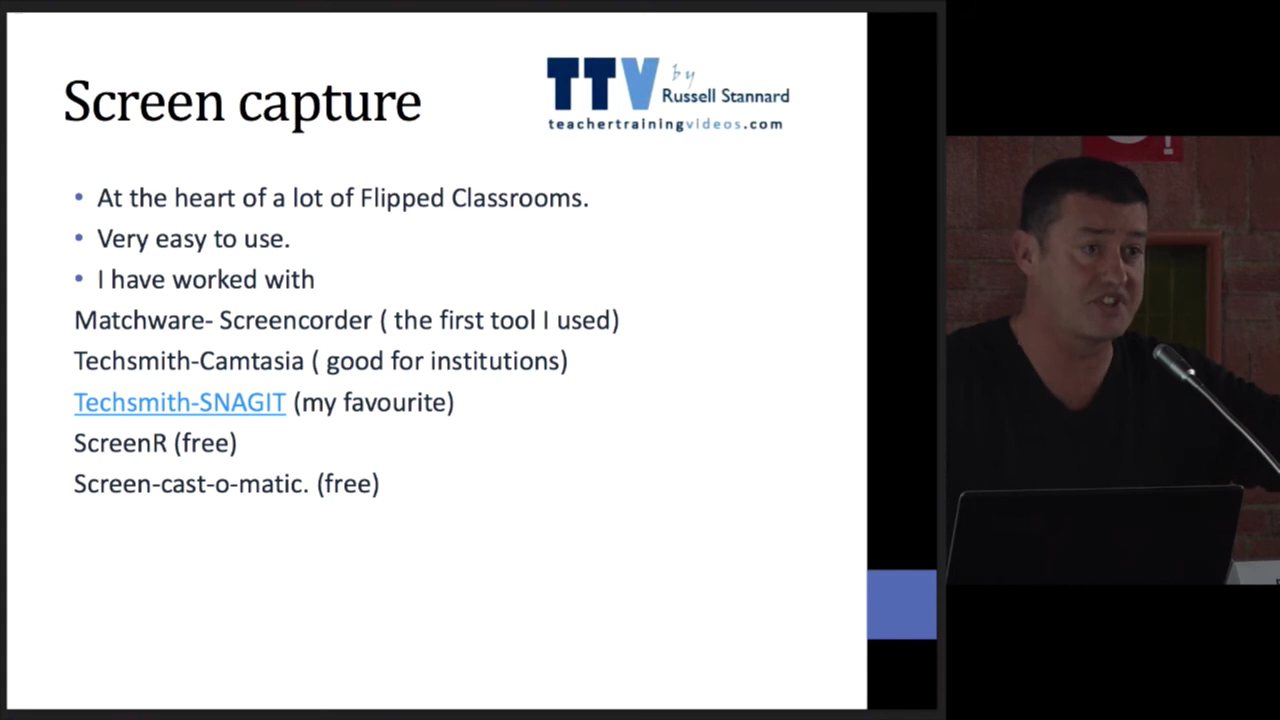 Screen capture
TTV by
Russell Stannard
teachertrainingvideos.com
• At the heart of a lot of Flipped Classrooms.
• Very easy to use.
• I have worked with
Matchware- Screencorder ( the first tool I used)
Techsmith-Camtasia ( good for institutions)
Techsmith-SNAGIT (my favourite)
ScreenR (free)
Screen-cast-o-matic. (free)